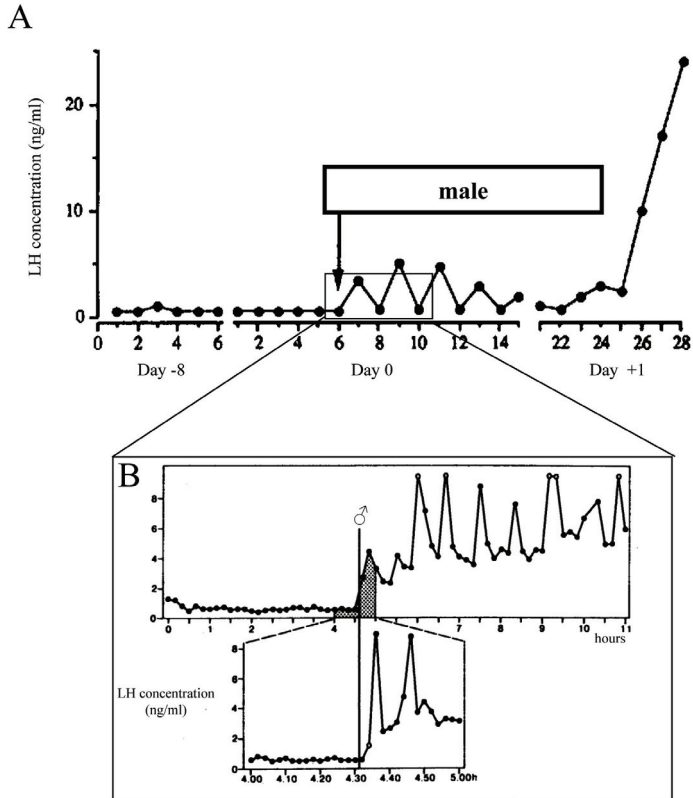 A
LH concentration (ng/ml)
20
10
0
male
0 2 4 6 2 4 6 8 10 12 14 22 24 26 28
Day -8 Day 0 Day +1
B
♂
8
6
4
2
0
0 1 2 3 4 5 6 7 8 9 10 11
hours
LH concentration
(ng/ml)
8
6
4
2
0
4.00 4.10 4.20 4.30 4.40 4.50 5.00h